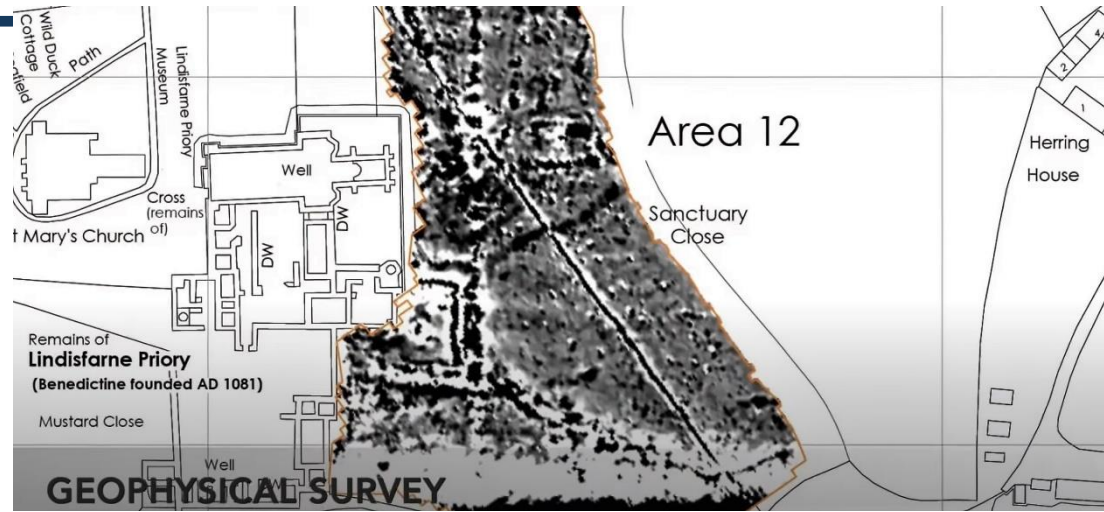 Wild Duck
Cottage
Path
Lindisfarne Priory
Museum
Well
Cross
(remains
of)
t Mary's Church
DW
DW
Remains of
Lindisfarne Priory
(Benedictine founded AD 1081)
Mustard Close
Well
GEOPHYSICAL SURVEY
Area 12
Sanctuary
Close
4
2
1
Herring
House